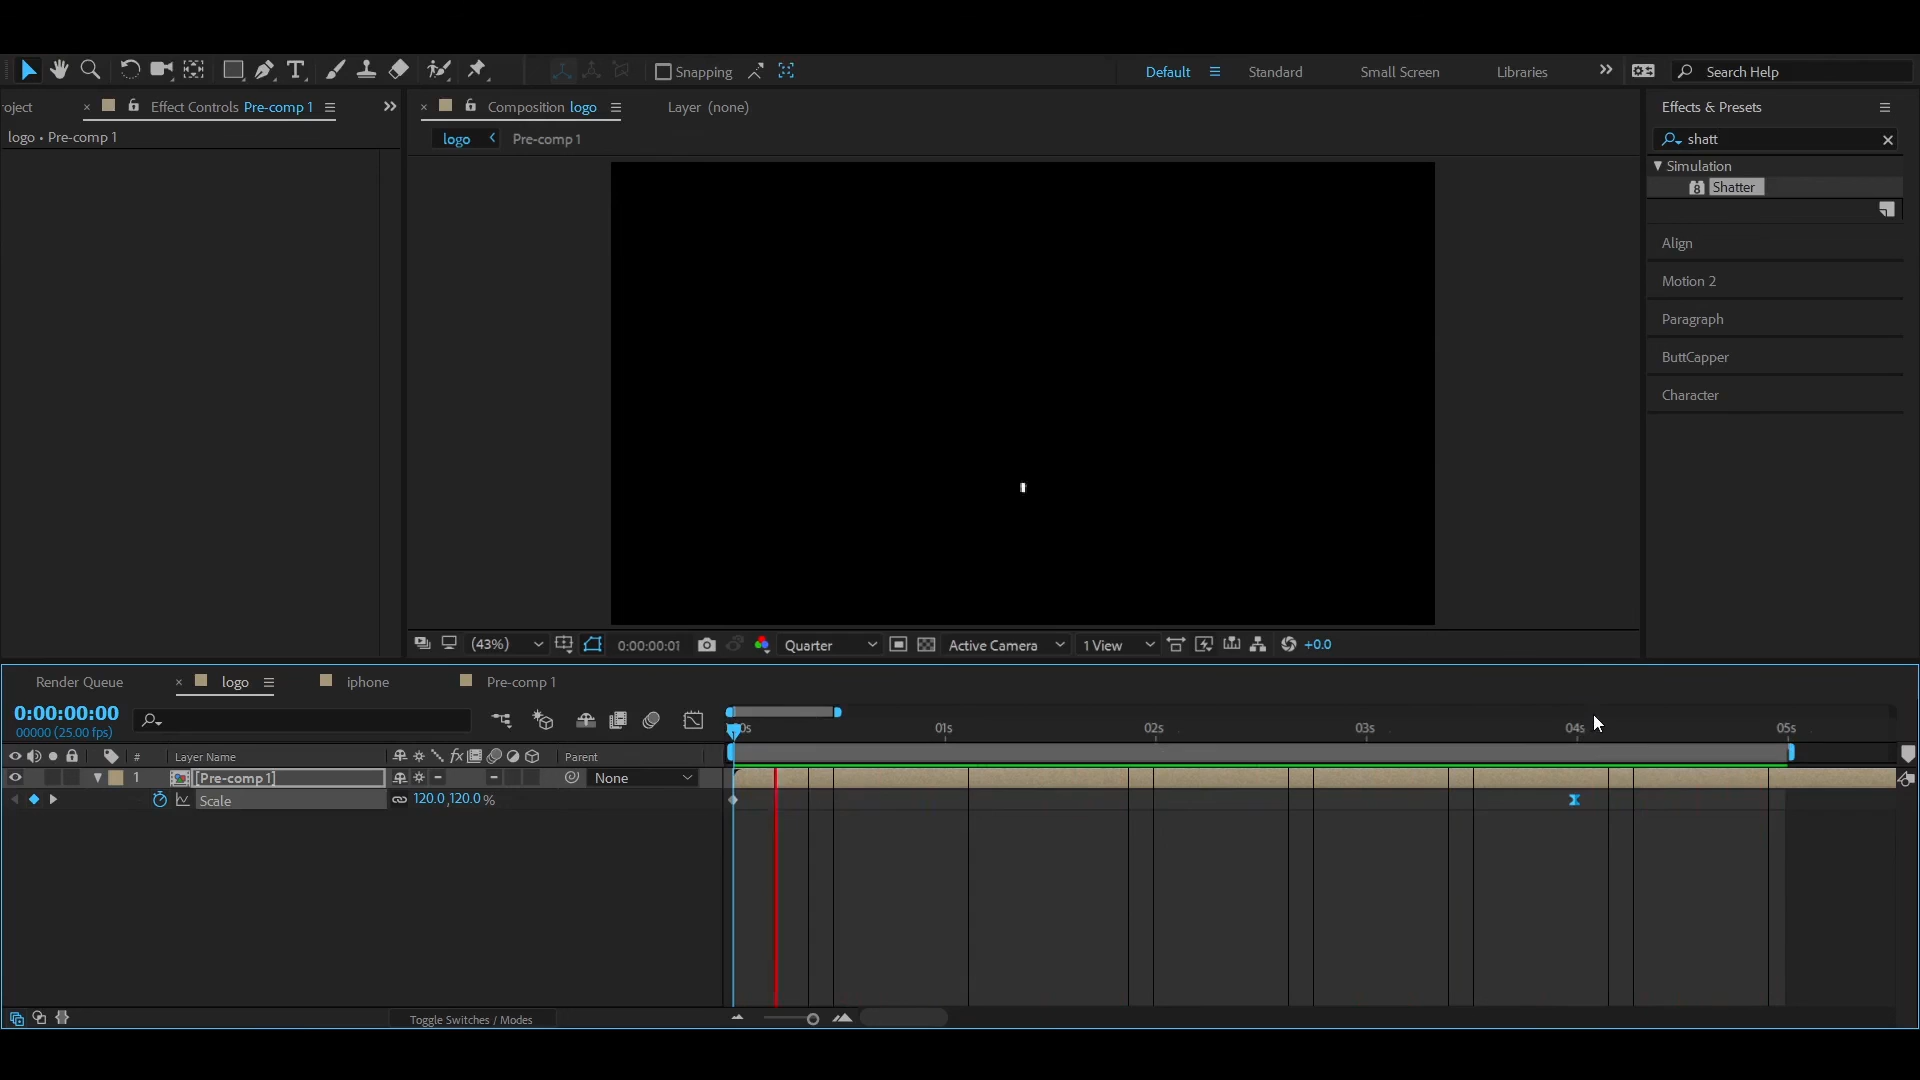 Snapping
Default
Standard
Small Screen
Libraries
Search Help
oject
Effect Controls Pre-comp 1
Composition logo
Layer (none)
Effects & Presets
logo • Pre-comp 1
logo
Pre-comp 1
shatt
Simulation
8 Shatter
Align
Motion 2
Paragraph
ButtCapper
Character
(43%)
0:00:00:01
Quarter
Active Camera
1 View
+0.0
Render Queue
logo
iphone
Pre-comp 1
0:00:00:00
00000 (25.00 fps)
0s
01s
02s
03s
04s
05s
#
Layer Name
fx
Parent
1
[Pre-comp 1]
None
Scale
120.0,120.0 %
Toggle Switches / Modes